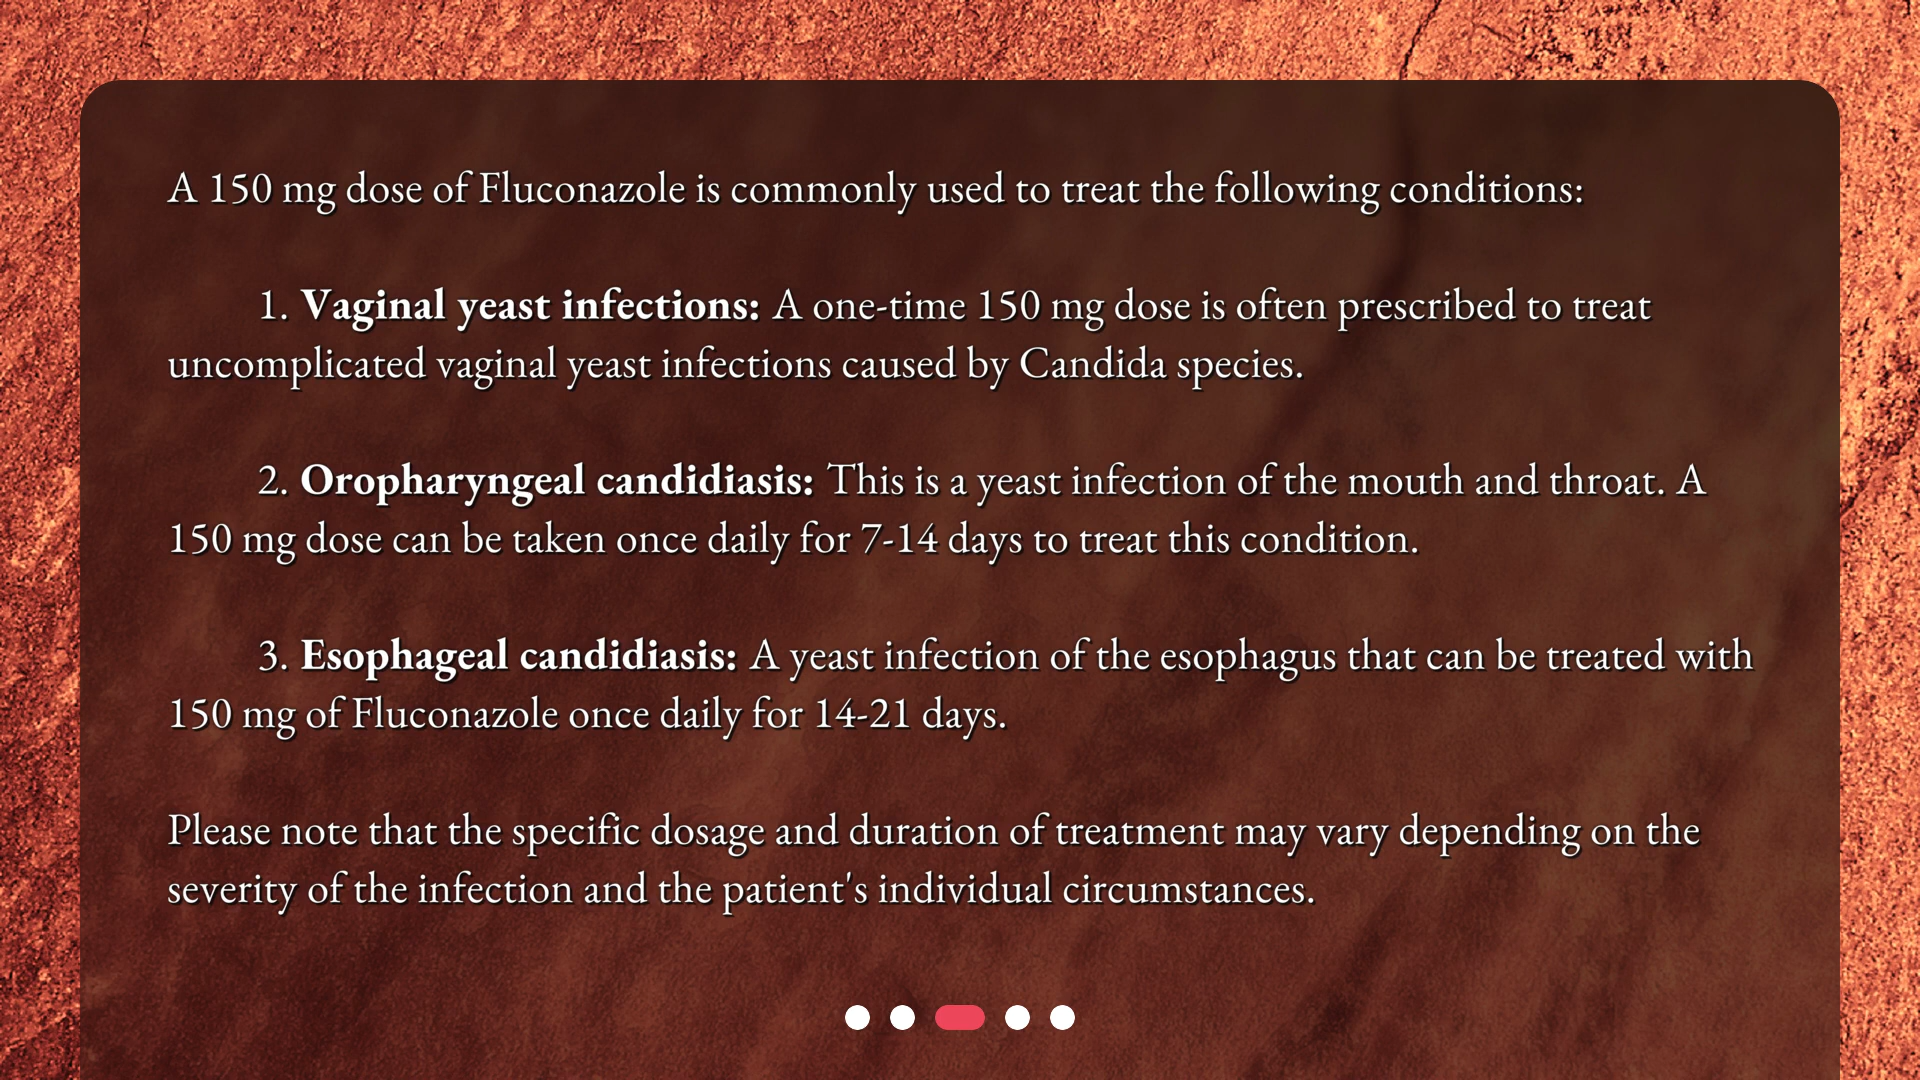 A 150 mg dose of Fluconazole is commonly used to treat the following conditions:
1. Vaginal yeast infections: A one-time 150 mg dose is often prescribed to treat
uncomplicated vaginal yeast infections caused by Candida species.
2. Oropharyngeal candidiasis: This is a yeast infection of the mouth and throat. A
150 mg dose can be taken once daily for 7-14 days to treat this condition.
3. Esophageal candidiasis: A yeast infection of the esophagus that can be treated with
150 mg of Fluconazole once daily for 14-21 days.
Please note that the specific dosage and duration of treatment may vary depending on the
severity of the infection and the patient's individual circumstances.